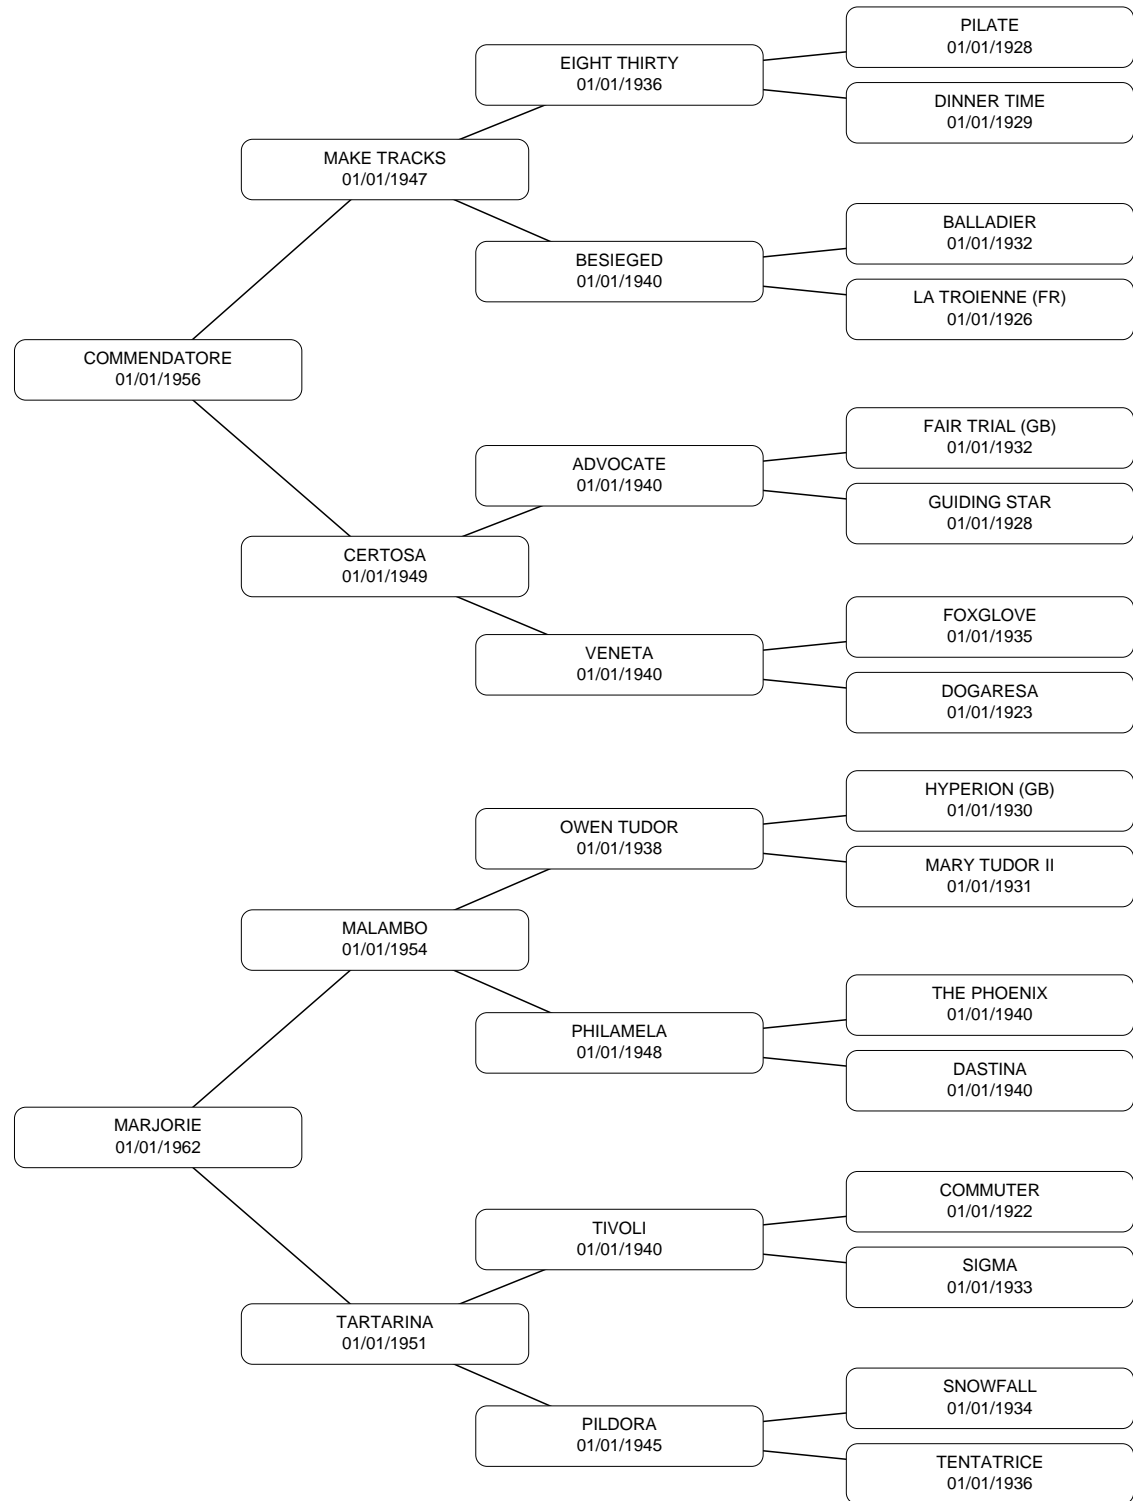 PILATE
01/01/1928
EIGHT THIRTY
01/01/1936
DINNER TIME
01/01/1929
MAKE TRACKS
01/01/1947
BALLADIER
01/01/1932
BESIEGED
01/01/1940
LA TROIENNE (FR)
01/01/1926
COMMENDATORE
01/01/1956
FAIR TRIAL (GB)
01/01/1932
ADVOCATE
01/01/1940
GUIDING STAR
01/01/1928
CERTOSA
01/01/1949
FOXGLOVE
01/01/1935
VENETA
01/01/1940
DOGARESA
01/01/1923
HYPERION (GB)
01/01/1930
OWEN TUDOR
01/01/1938
MARY TUDOR II
01/01/1931
MALAMBO
01/01/1954
THE PHOENIX
01/01/1940
PHILAMELA
01/01/1948
DASTINA
01/01/1940
MARJORIE
01/01/1962
COMMUTER
01/01/1922
TIVOLI
01/01/1940
SIGMA
01/01/1933
TARTARINA
01/01/1951
SNOWFALL
01/01/1934
PILDORA
01/01/1945
TENTATRICE
01/01/1936